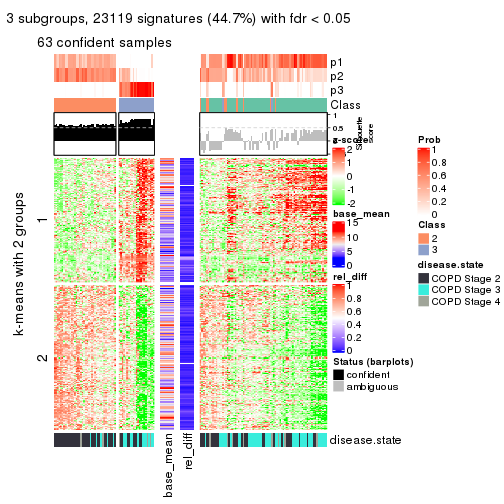 3 subgroups, 23119 signatures (44.7%) with fdr < 0.05
63 confident samples
p1
p2
p3
Class
1
0.5
0
Silhouette
score
z-score
2
1
0
-1
-2
base_mean
15
10
5
0
rel_diff
1
0.8
0.6
0.4
0.2
0
Status (barplots)
confident
ambiguous
Prob
1
0.8
0.6
0.4
0.2
0
Class
2
3
disease.state
COPD Stage 2
COPD Stage 3
COPD Stage 4
k-means with 2 groups
1
2
base_mean
rel_diff
disease.state